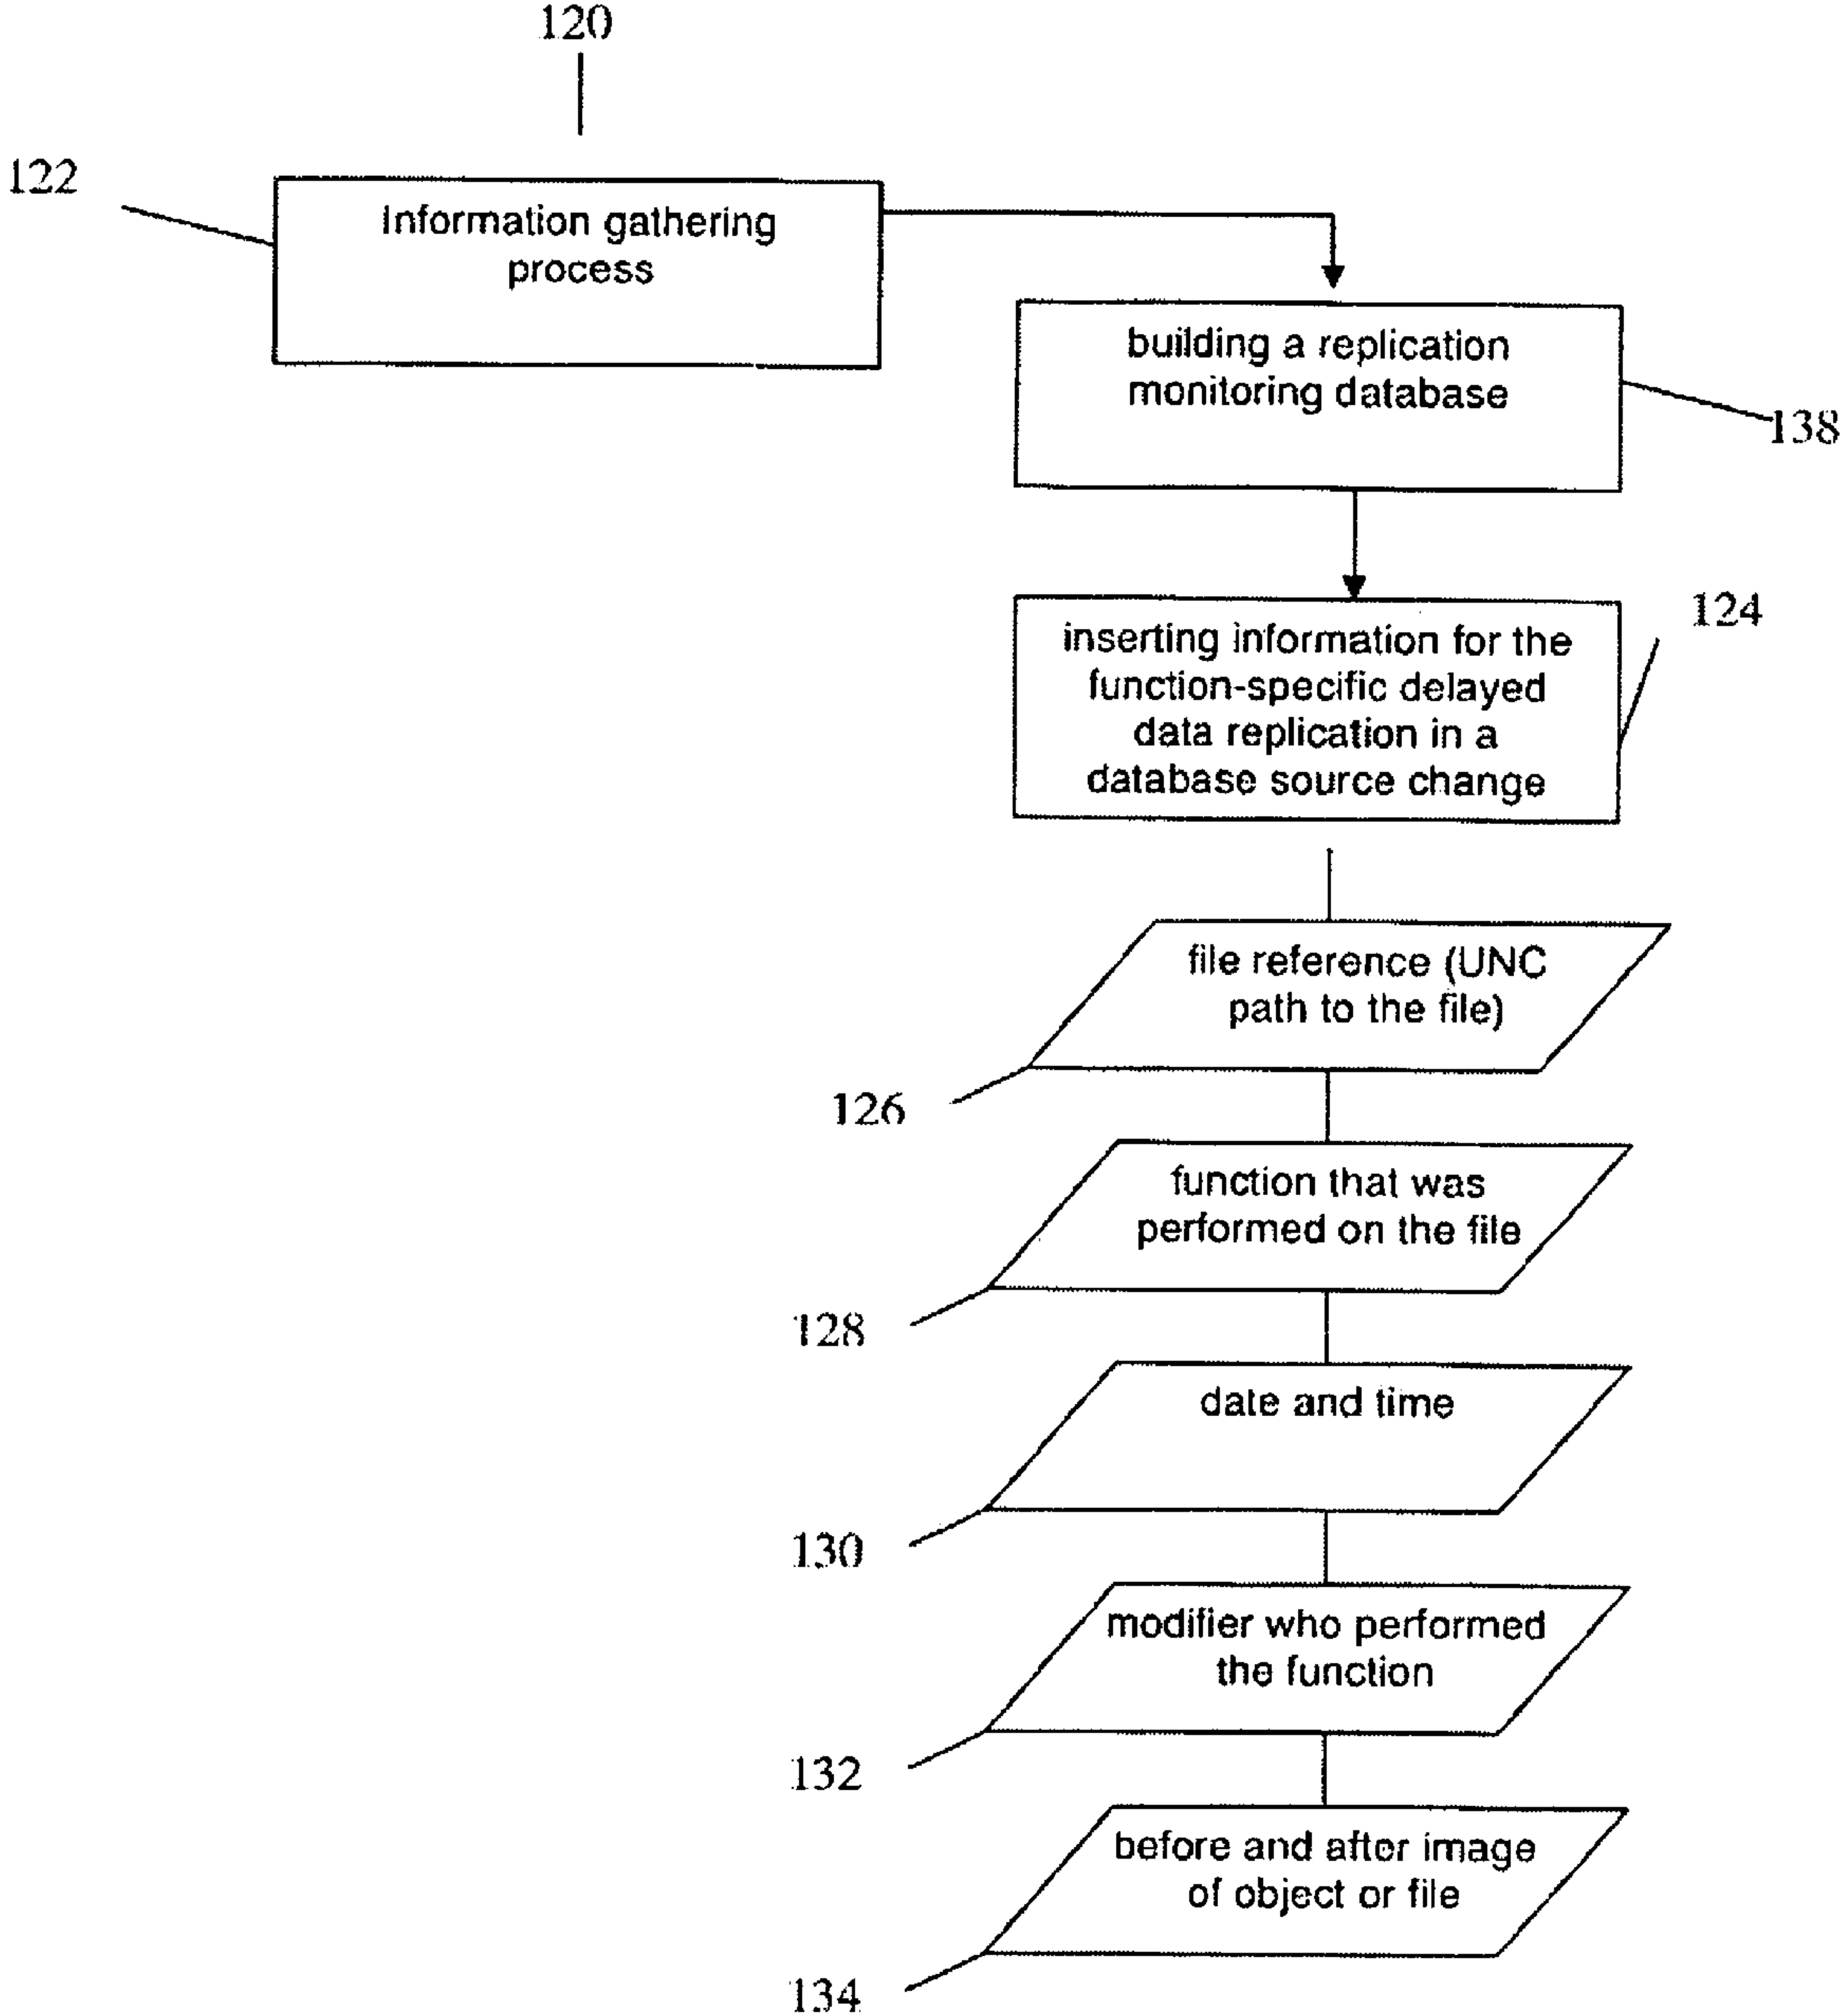 120
122
Information gathering
process
building a replication
monitoring database
138
inserting information for the
function-specific delayed
data replication in a
database source change
124
file reference (UNC
path to the file)
126
function that was
performed on the file
128
date and time
130
modifier who performed
the function
132
before and after image
of object or file
134